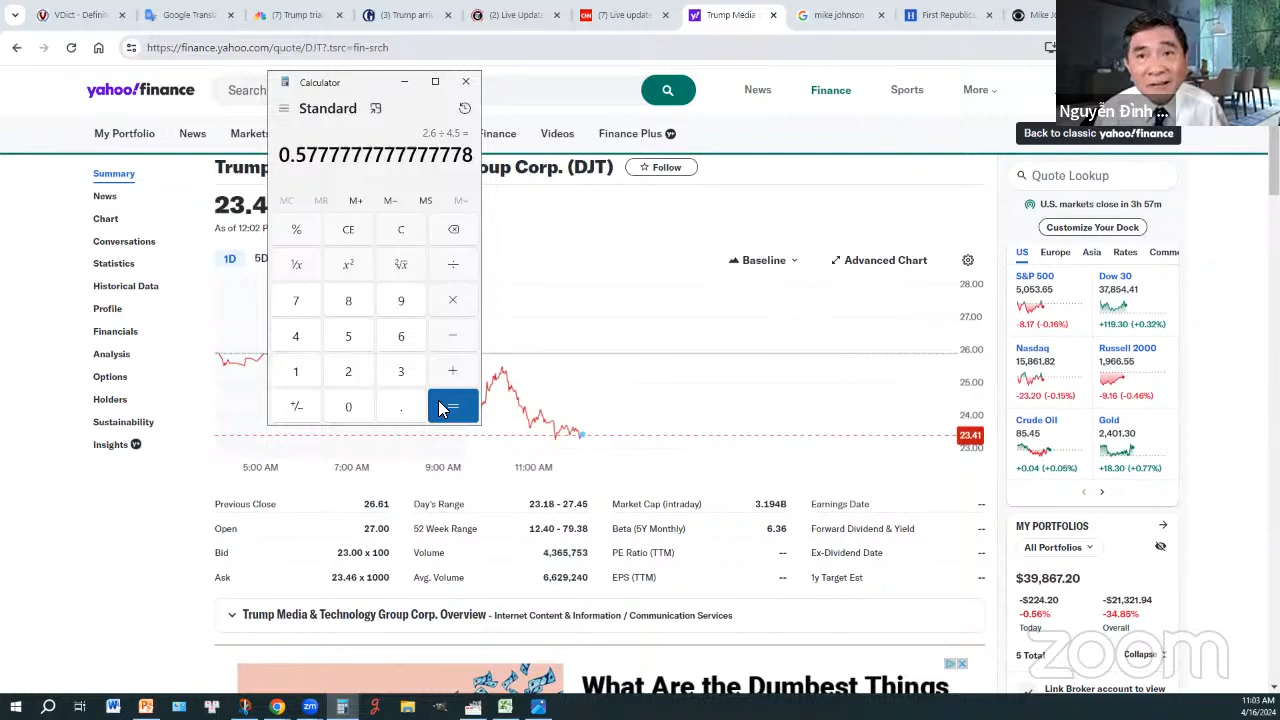 Vdict - Dict
(7) Trump
(3) Trump an
(2) Live Update
(7) Live update
Trump Media
mike johnson
First Republica
Mike Jo
https://finance.yahoo.com/quote/DJT?.tsrc=fin-srch
yahoo!finance
Search
News
Finance
Sports
More
Nguyễn Đình ...
Back to classic yahoo!finance
My Portfolio
News
Markets
Finance
Videos
Finance Plus
Calculator
Standard
2.6 ÷ 4.5 =
0.5777777777777778
MC MR M+ M− MS M˅
% CE C
¹/x x² ²√x ÷
7 8 9 ×
4 5 6 −
1 2 3 +
+/− 0 . =
Summary
News
Chart
Conversations
Statistics
Historical Data
Profile
Financials
Analysis
Options
Holders
Sustainability
Insights
Trump
oup Corp. (DJT)
Follow
23.4
As of 12:02 P
1D 5D
Baseline
Advanced Chart
28.00
27.00
26.00
25.00
24.00
23.41
23.00
5:00 AM 7:00 AM 9:00 AM 11:00 AM
Previous Close 26.61 Day's Range 23.18 - 27.45 Market Cap (intraday) 3.194B Earnings Date --
Open 27.00 52 Week Range 12.40 - 79.38 Beta (5Y Monthly) 6.36 Forward Dividend & Yield --
Bid 23.00 x 100 Volume 4,365,753 PE Ratio (TTM) -- Ex-Dividend Date --
Ask 23.46 x 1000 Avg. Volume 6,629,240 EPS (TTM) -- 1y Target Est --
Trump Media & Technology Group Corp. Overview - Internet Content & Information / Communication Services
What Are the Dumbest Things
Quote Lookup
U.S. markets close in 3h 57m
Customize Your Dock
US Europe Asia Rates Comm
S&P 500 Dow 30
5,053.65 37,854.41
-8.17 (-0.16%) +119.30 (+0.32%)
Nasdaq Russell 2000
15,861.82 1,966.55
-23.20 (-0.15%) -9.16 (-0.46%)
Crude Oil Gold
85.45 2,401.30
+0.04 (+0.05%) +18.30 (+0.77%)
MY PORTFOLIOS
All Portfolios
$39,867.20
-$224.20 -$21,321.94
-0.56% -34.85%
Today Overall
5 Total Collapse
Link Broker account to view
zoom
11:03 AM
4/16/2024